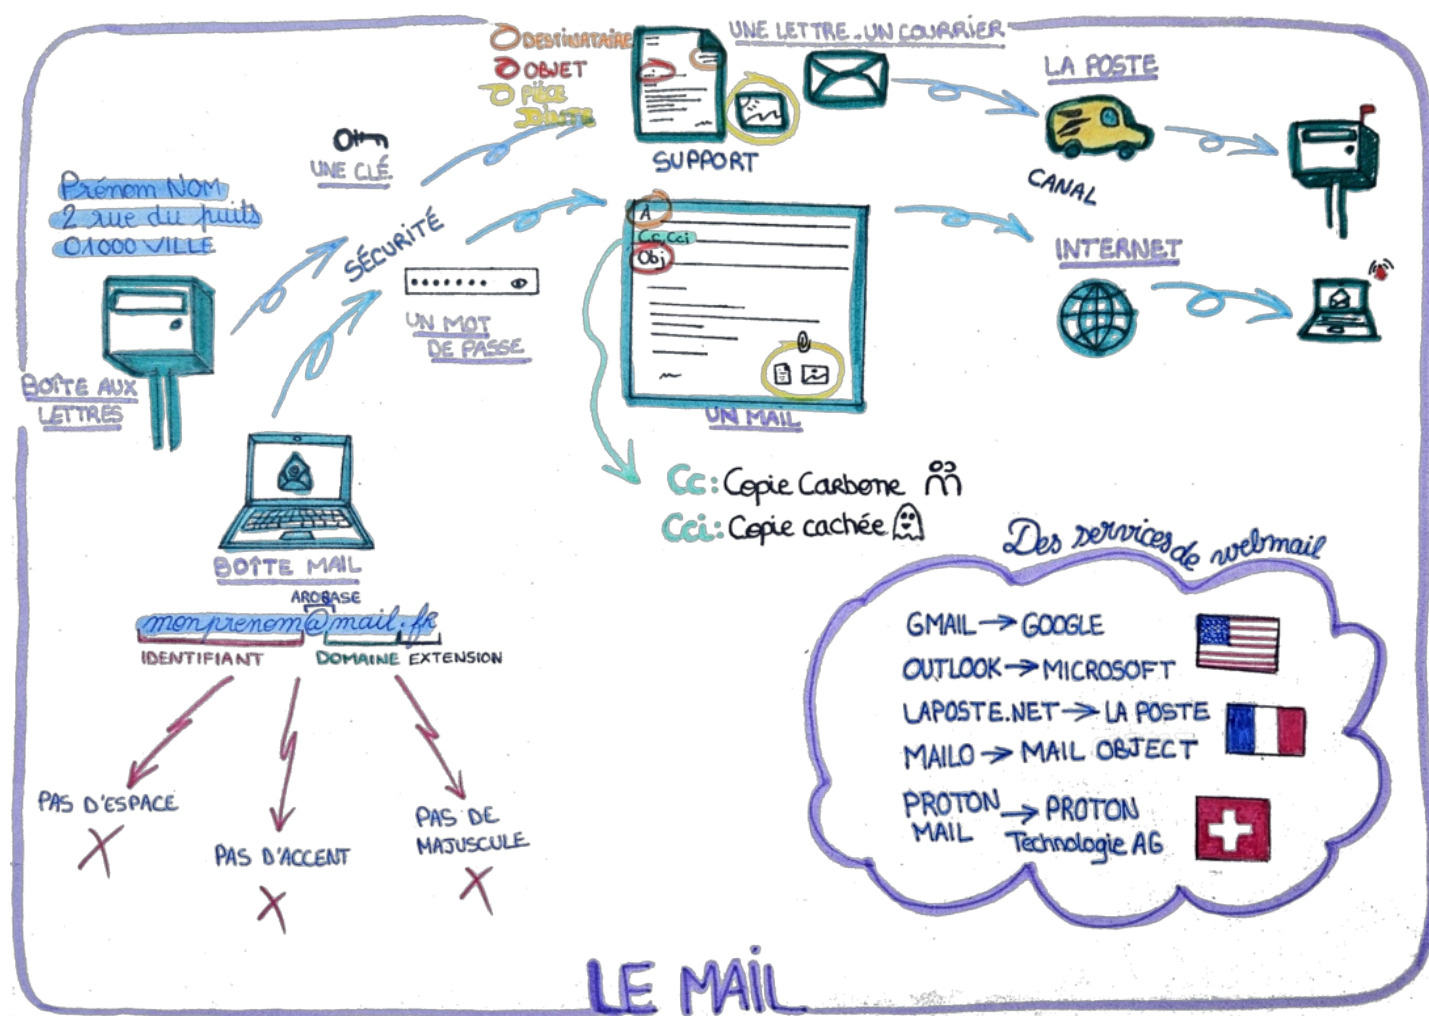 DESTINATAIRE
OBJET
PIÈCE
JOINTE
UNE LETTRE - UN COURRIER
LA POSTE
UNE CLÉ
SUPPORT
CANAL
Prénom NOM
2 rue du puits
01000 VILLE
SÉCURITÉ
À
Cc, Cci
Obj
INTERNET
UN MOT
DE PASSE
BOÎTE AUX
LETTRES
UN MAIL
Cc : Copie Carbone
Cci : Copie cachée
BOÎTE MAIL
AROBASE
monprenom@mail.fr
IDENTIFIANT DOMAINE EXTENSION
PAS D'ESPACE
PAS D'ACCENT
PAS DE
MAJUSCULE
Des services de webmail
GMAIL → GOOGLE
OUTLOOK → MICROSOFT
LAPOSTE.NET → LA POSTE
MAILO → MAIL OBJECT
PROTON → PROTON
MAIL Technologie AG
LE MAIL